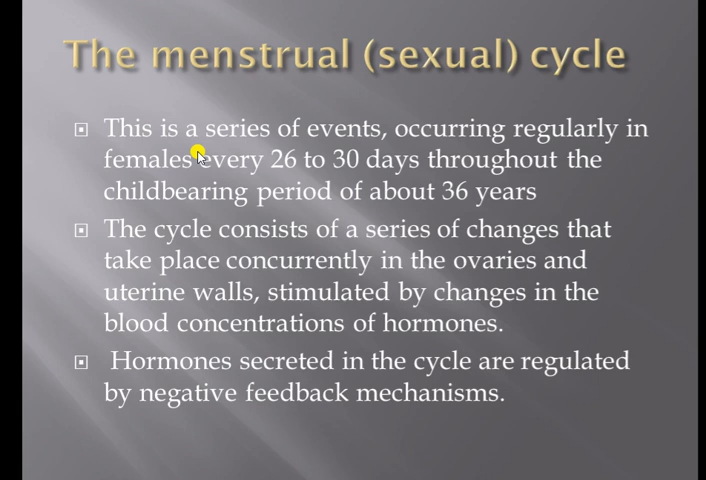 The menstrual (sexual) cycle
This is a series of events, occurring regularly in
females every 26 to 30 days throughout the
childbearing period of about 36 years
The cycle consists of a series of changes that
take place concurrently in the ovaries and
uterine walls, stimulated by changes in the
blood concentrations of hormones.
Hormones secreted in the cycle are regulated
by negative feedback mechanisms.